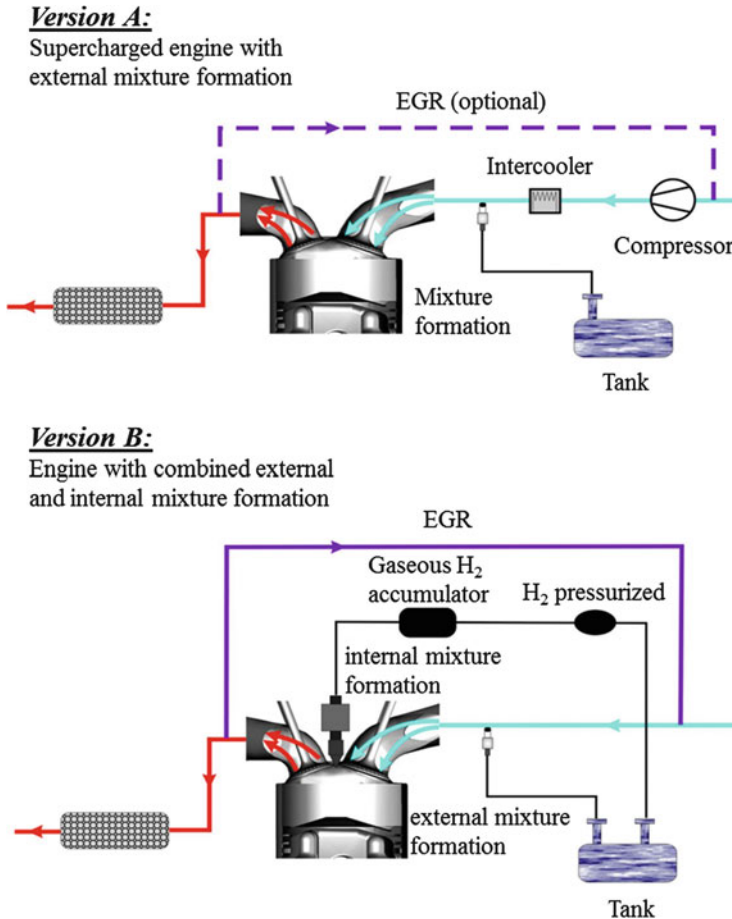 Version A:
Supercharged engine with
external mixture formation
EGR (optional)
Intercooler
Compressor
Mixture
formation
Tank
Version B:
Engine with combined external
and internal mixture formation
EGR
Gaseous H₂
accumulator
H₂ pressurized
internal mixture
formation
external mixture
formation
Tank